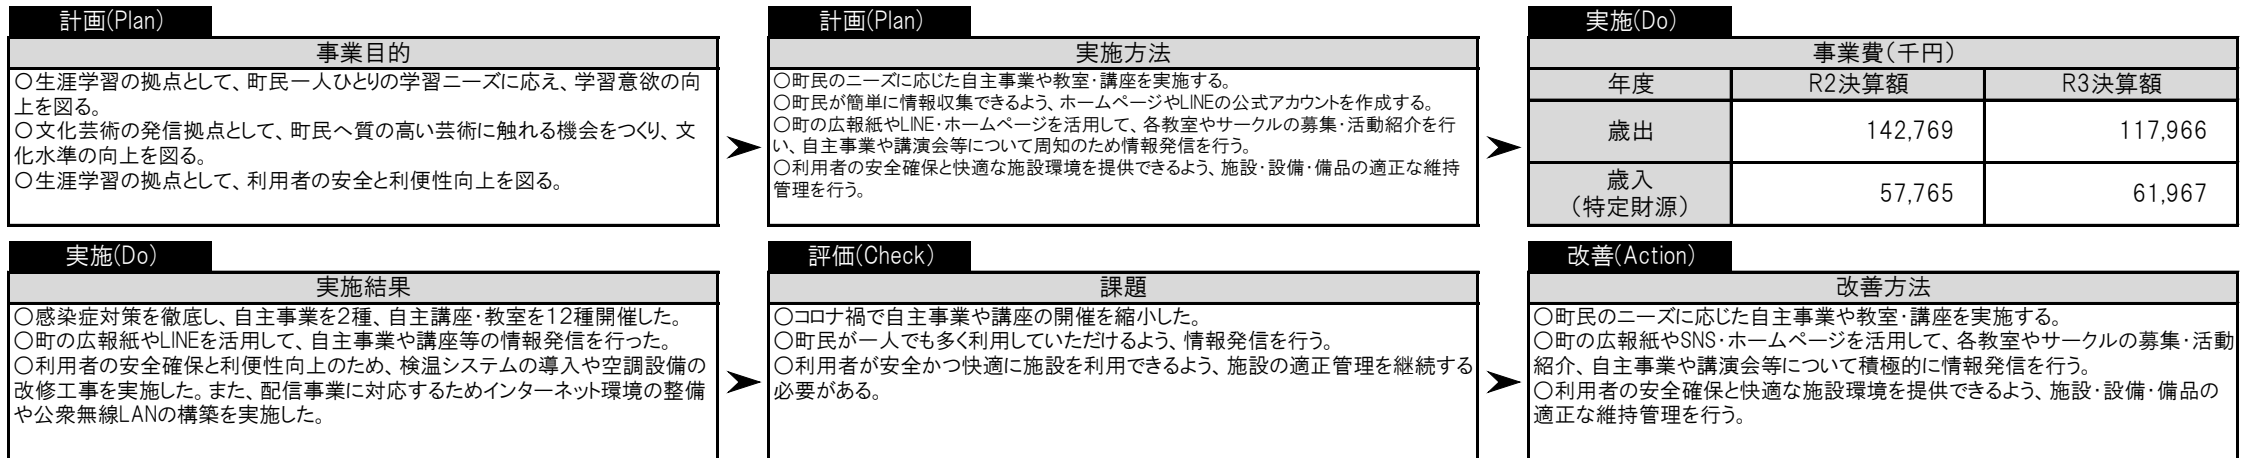 計画(Plan)
事業目的
○生涯学習の拠点として、町民一人ひとりの学習ニーズに応え、学習意欲の向
上を図る。
○文化芸術の発信拠点として、町民へ質の高い芸術に触れる機会をつくり、文
化水準の向上を図る。
○生涯学習の拠点として、利用者の安全と利便性向上を図る。
計画(Plan)
実施方法
○町民のニーズに応じた自主事業や教室・講座を実施する。
○町民が簡単に情報収集できるよう、ホームページやLINEの公式アカウントを作成する。
○町の広報紙やLINE・ホームページを活用して、各教室やサークルの募集・活動紹介を行
い、自主事業や講演会等について周知のため情報発信を行う。
○利用者の安全確保と快適な施設環境を提供できるよう、施設・設備・備品の適正な維持
管理を行う。
実施(Do)
事業費(千円)
年度 R2決算額 R3決算額
歳出 142,769 117,966
歳入
(特定財源) 57,765 61,967
実施(Do)
実施結果
○感染症対策を徹底し、自主事業を2種、自主講座・教室を12種開催した。
○町の広報紙やLINEを活用して、自主事業や講座等の情報発信を行った。
○利用者の安全確保と利便性向上のため、検温システムの導入や空調設備の
改修工事を実施した。また、配信事業に対応するためインターネット環境の整備
や公衆無線LANの構築を実施した。
評価(Check)
課題
○コロナ禍で自主事業や講座の開催を縮小した。
○町民が一人でも多く利用していただけるよう、情報発信を行う。
○利用者が安全かつ快適に施設を利用できるよう、施設の適正管理を継続する
必要がある。
改善(Action)
改善方法
○町民のニーズに応じた自主事業や教室・講座を実施する。
○町の広報紙やSNS・ホームページを活用して、各教室やサークルの募集・活動
紹介、自主事業や講演会等について積極的に情報発信を行う。
○利用者の安全確保と快適な施設環境を提供できるよう、施設・設備・備品の
適正な維持管理を行う。